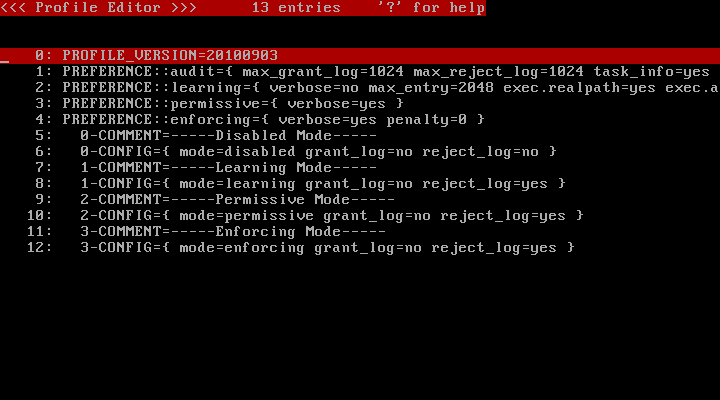 <<< Profile Editor >>>      13 entries    '?' for help
0: PROFILE_VERSION=20100903
1: PREFERENCE::audit={ max_grant_log=1024 max_reject_log=1024 task_info=yes
2: PREFERENCE::learning={ verbose=no max_entry=2048 exec.realpath=yes exec.a
3: PREFERENCE::permissive={ verbose=yes }
4: PREFERENCE::enforcing={ verbose=yes penalty=0 }
5:   0-COMMENT=-----Disabled Mode-----
6:   0-CONFIG={ mode=disabled grant_log=no reject_log=no }
7:   1-COMMENT=-----Learning Mode-----
8:   1-CONFIG={ mode=learning grant_log=no reject_log=yes }
9:   2-COMMENT=-----Permissive Mode-----
10:   2-CONFIG={ mode=permissive grant_log=no reject_log=yes }
11:   3-COMMENT=-----Enforcing Mode-----
12:   3-CONFIG={ mode=enforcing grant_log=no reject_log=yes }